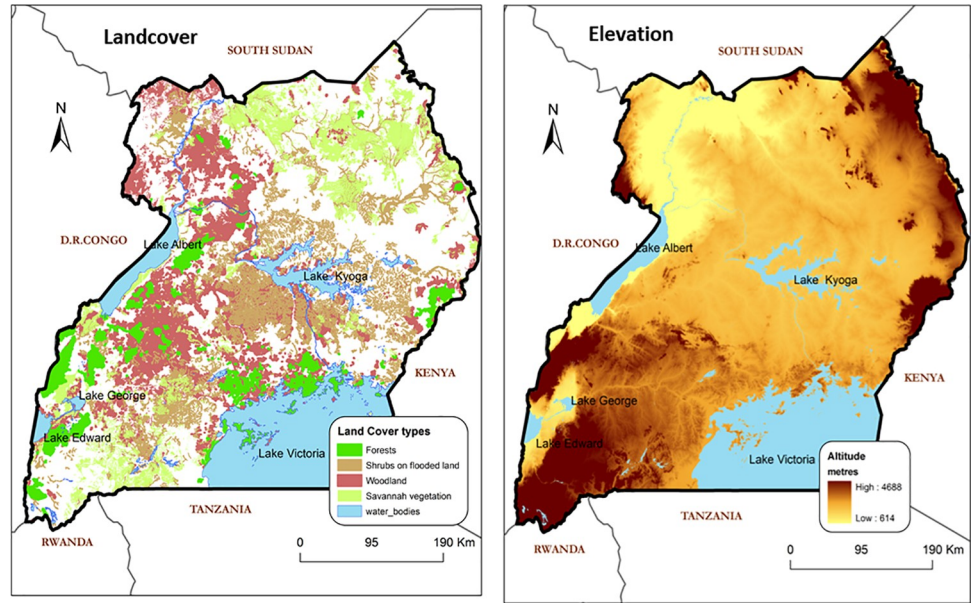 Landcover
SOUTH SUDAN
N
D.R.CONGO
Lake Albert
Lake Kyoga
KENYA
Lake George
Lake Edward
Lake Victoria
Land Cover types
Forests
Shrubs on flooded land
Woodland
Savannah vegetation
water_bodies
TANZANIA
RWANDA
0 95 190 Km
Elevation
SOUTH SUDAN
N
D.R.CONGO
Lake Albert
Lake Kyoga
KENYA
Lake George
Lake Edward
Lake Victoria
Altitude
metres
High : 4688
Low : 614
TANZANIA
RWANDA
0 95 190 Km